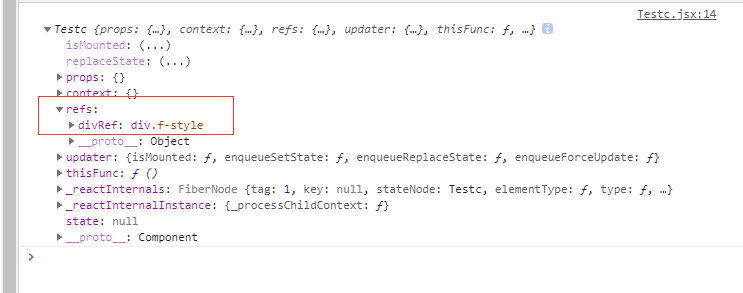 Testc.jsx:14
▼Testc {props: {…}, context: {…}, refs: {…}, updater: {…}, thisFunc: ƒ, …} i
isMounted: (...)
replaceState: (...)
▶props: {}
▶context: {}
▼refs:
▶divRef: div.f-style
▶__proto__: Object
▶updater: {isMounted: ƒ, enqueueSetState: ƒ, enqueueReplaceState: ƒ, enqueueForceUpdate: ƒ}
▶thisFunc: ƒ ()
▶_reactInternals: FiberNode {tag: 1, key: null, stateNode: Testc, elementType: ƒ, type: ƒ, …}
▶_reactInternalInstance: {_processChildContext: ƒ}
state: null
▶__proto__: Component
>